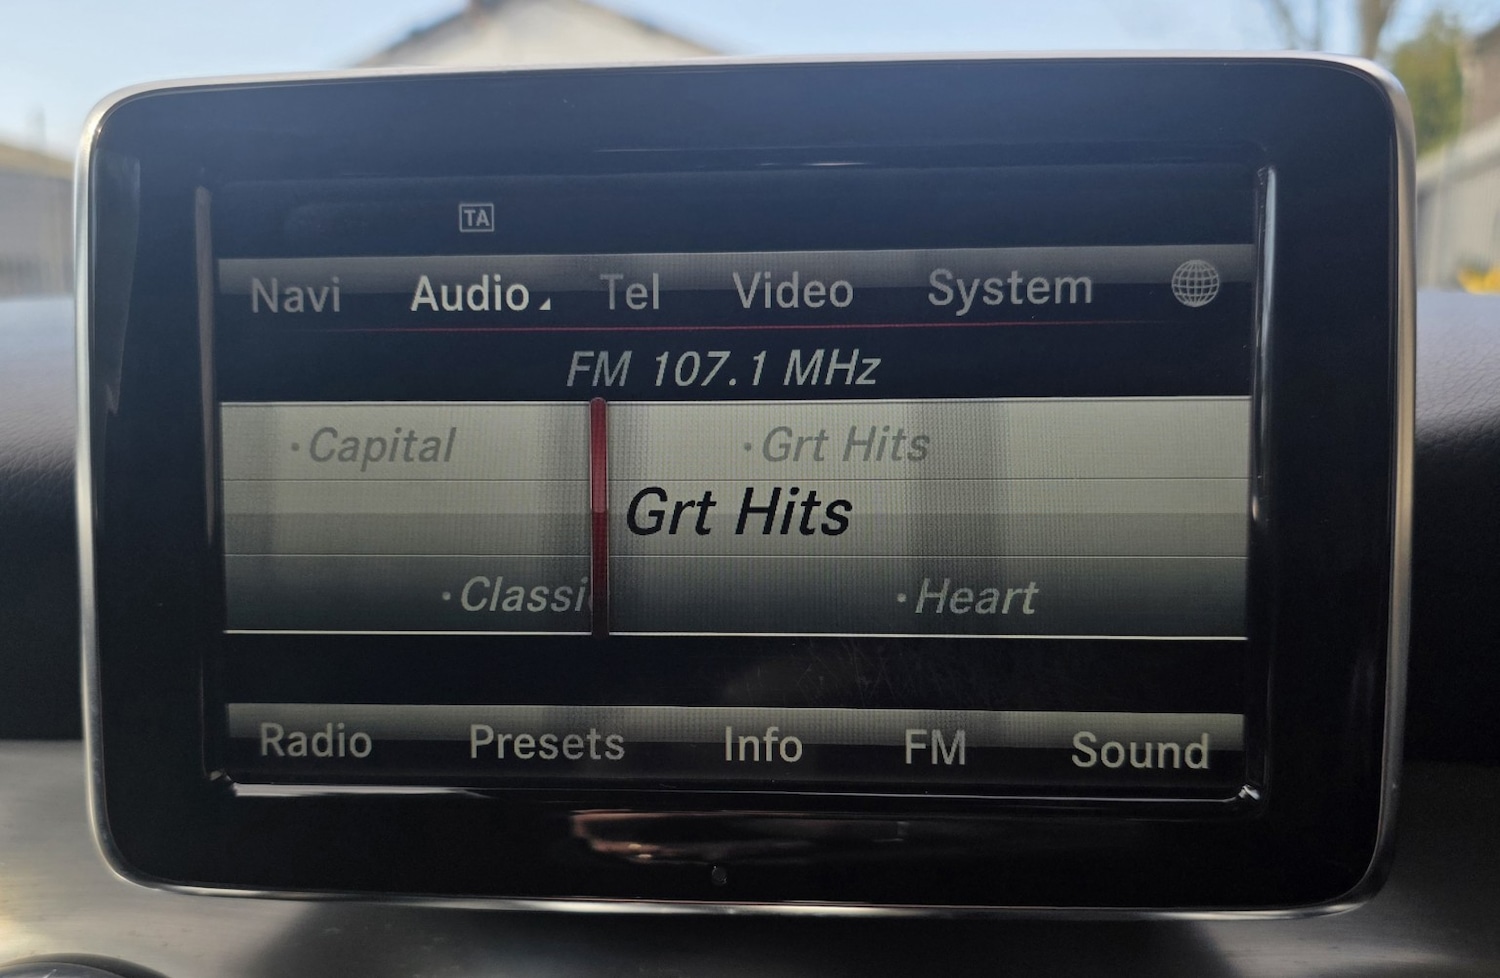 TA
Navi Audio Tel Video System
FM 107.1 MHz
·Capital ·Grt Hits
Grt Hits
·Classi ·Heart
Radio Presets Info FM Sound